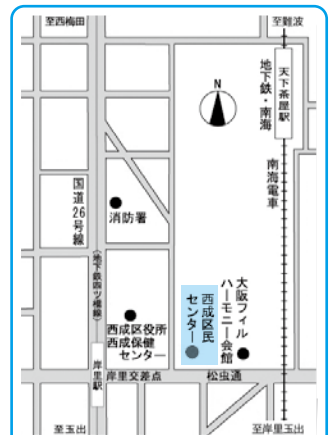 至西梅田
至難波
天下茶屋駅
地下鉄・南海
N
南海電車
国道26号線
消防署
(地下鉄四ツ橋線)
西成区役所
西成保健
センター
西成区民
センター
大阪フィル
ハーモニー会館
岸里駅
岸里交差点
松虫通
至玉出
至岸里玉出